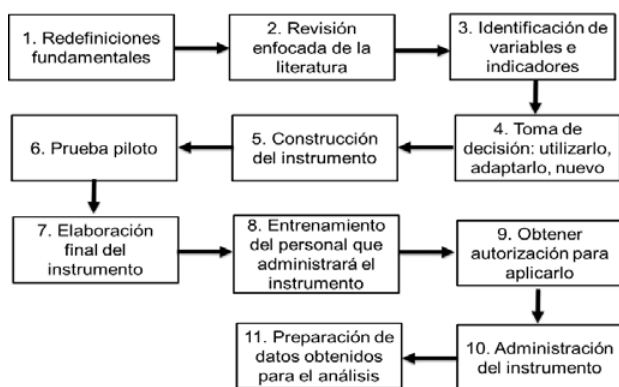 1. Redefiniciones
fundamentales
2. Revisión
enfocada de la
literatura
3. Identificación de
variables e
indicadores
4. Toma de
decisión: utilizarlo,
adaptarlo, nuevo
5. Construcción
del instrumento
6. Prueba piloto
7. Elaboración
final del
instrumento
8. Entrenamiento
del personal que
administrará el
instrumento
9. Obtener
autorización para
aplicarlo
10. Administración
del instrumento
11. Preparación de
datos obtenidos
para el análisis